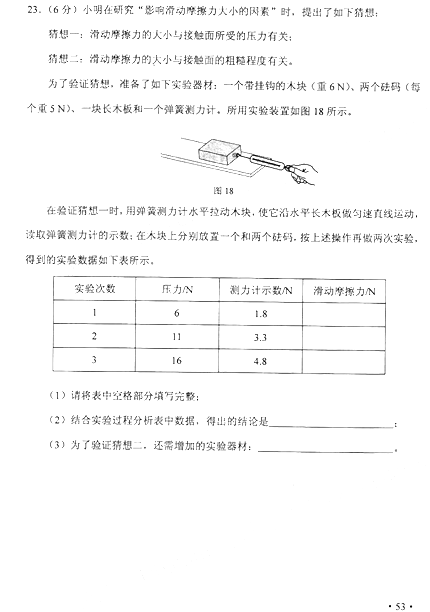 23.（6 分）小明在研究“影响滑动摩擦力大小的因素”时，提出了如下猜想：
猜想一：滑动摩擦力的大小与接触面所受的压力有关；
猜想二：滑动摩擦力的大小与接触面的粗糙程度有关。
为了验证猜想，准备了如下实验器材：一个带挂钩的木块（重 6 N）、两个砝码（每
个重 5 N）、一块长木板和一个弹簧测力计。所用实验装置如图 18 所示。
图 18
在验证猜想一时，用弹簧测力计水平拉动木块，使它沿水平长木板做匀速直线运动，
读取弹簧测力计的示数；在木块上分别放置一个和两个砝码，按上述操作再做两次实验，
得到的实验数据如下表所示。
实验次数 压力/N 测力计示数/N 滑动摩擦力/N
1 6 1.8
2 11 3.3
3 16 4.8
（1）请将表中空格部分填写完整；
（2）结合实验过程分析表中数据，得出的结论是；
（3）为了验证猜想二，还需增加的实验器材：。
· 53 ·